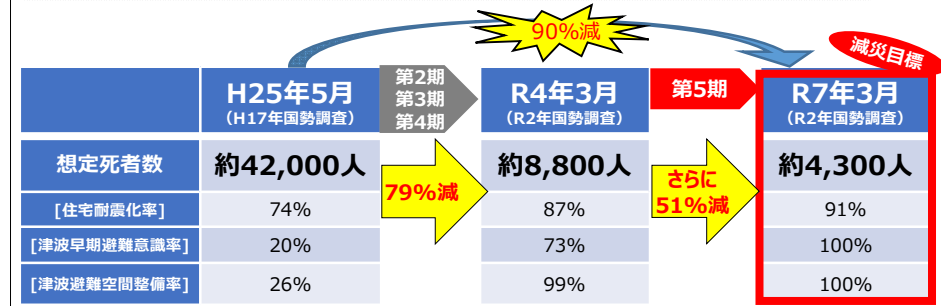 90%減
減災目標
H25年5月
(H17年国勢調査)
第2期
第3期
第4期
R4年3月
(R2年国勢調査)
第5期
R7年3月
(R2年国勢調査)
想定死者数
約42,000人
79%減
約8,800人
さらに
51%減
約4,300人
[住宅耐震化率]
74%
87%
91%
[津波早期避難意識率]
20%
73%
100%
[津波避難空間整備率]
26%
99%
100%